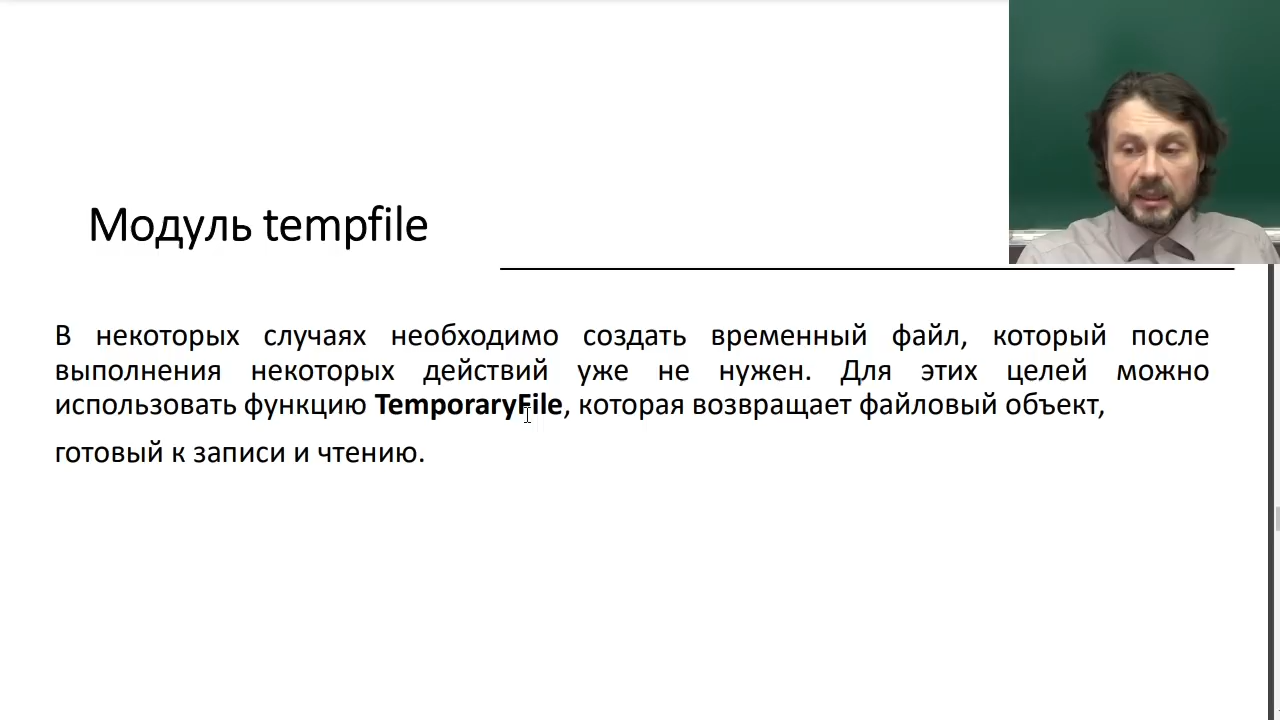 Модуль tempfile
В некоторых случаях необходимо создать временный файл, который после
выполнения некоторых действий уже не нужен. Для этих целей можно
использовать функцию TemporaryFile, которая возвращает файловый объект,
готовый к записи и чтению.